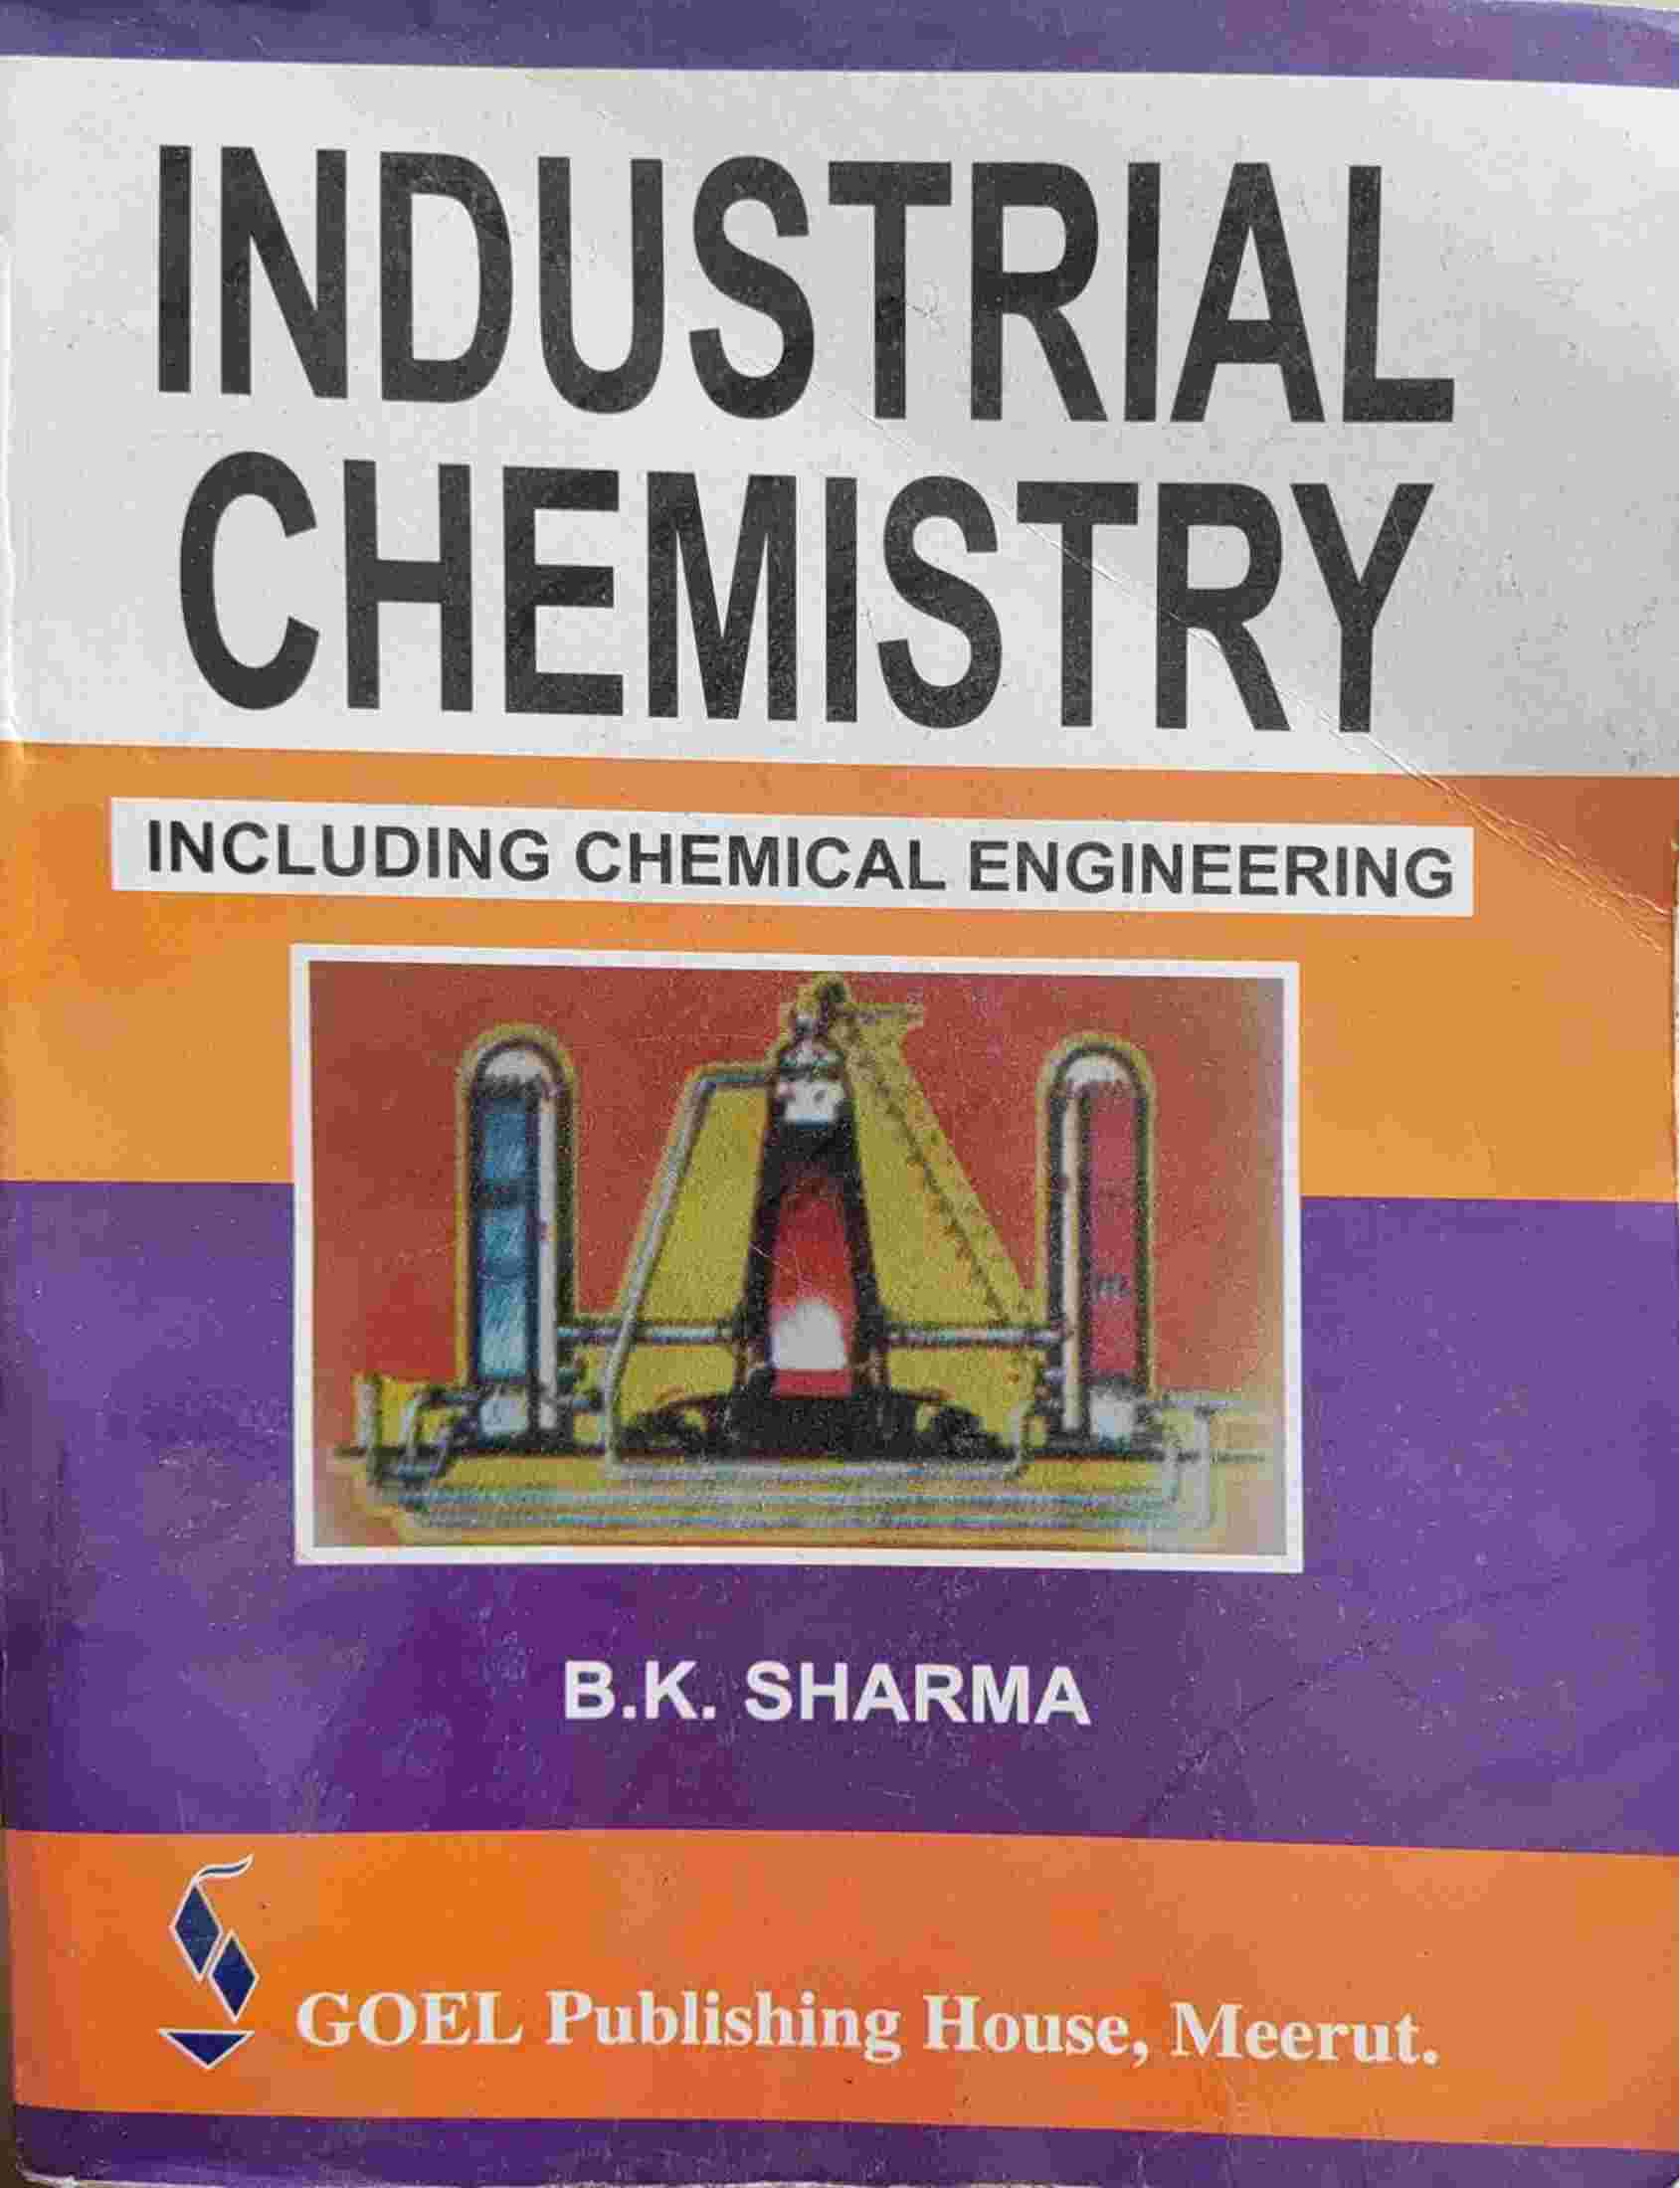 INDUSTRIAL
CHEMISTRY
INCLUDING CHEMICAL ENGINEERING
B.K. SHARMA
GOEL Publishing House, Meerut.